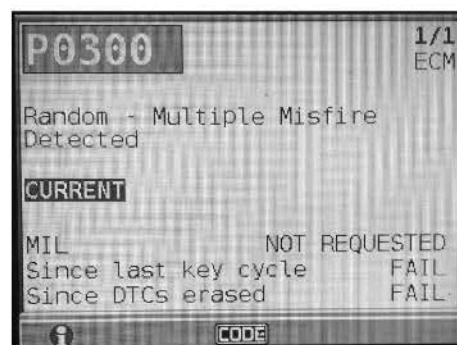 P0300
1/1
ECM
Random - Multiple Misfire
Detected
CURRENT
MIL NOT REQUESTED
Since last key cycle FAIL
Since DTCs erased FAIL
i CODE